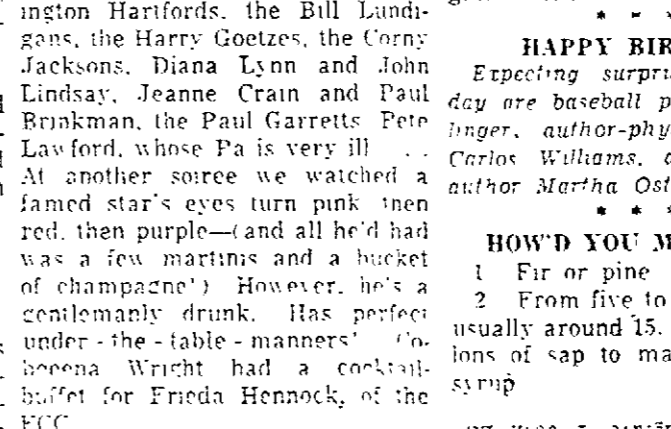 ington Hartfords, the Bill Lundi-
gans, the Harry Goetzes, the Corny
Jacksons, Diana Lynn and John
Lindsay, Jeanne Crain and Paul
Brinkman, the Paul Garretts Pete
Lawford, whose Pa is very ill . .
At another soiree we watched a
famed star's eyes turn pink then
red, then purple—(and all he'd had
was a few martinis and a bucket
of champagne!) However, he's a
gentlemanly drunk. Has perfect
under - the - table - manners! Co-
beeena Wright had a cocktail-
buffet for Frieda Hennock, of the
FCC
* * *
HAPPY BIR
Expecting surpri
day are baseball p
linger, author-phy
Carlos Williams, a
author Martha Ost
* * *
HOW'D YOU M
1 Fir or pine
2 From five to
usually around 15.
lons of sap to ma
syrup